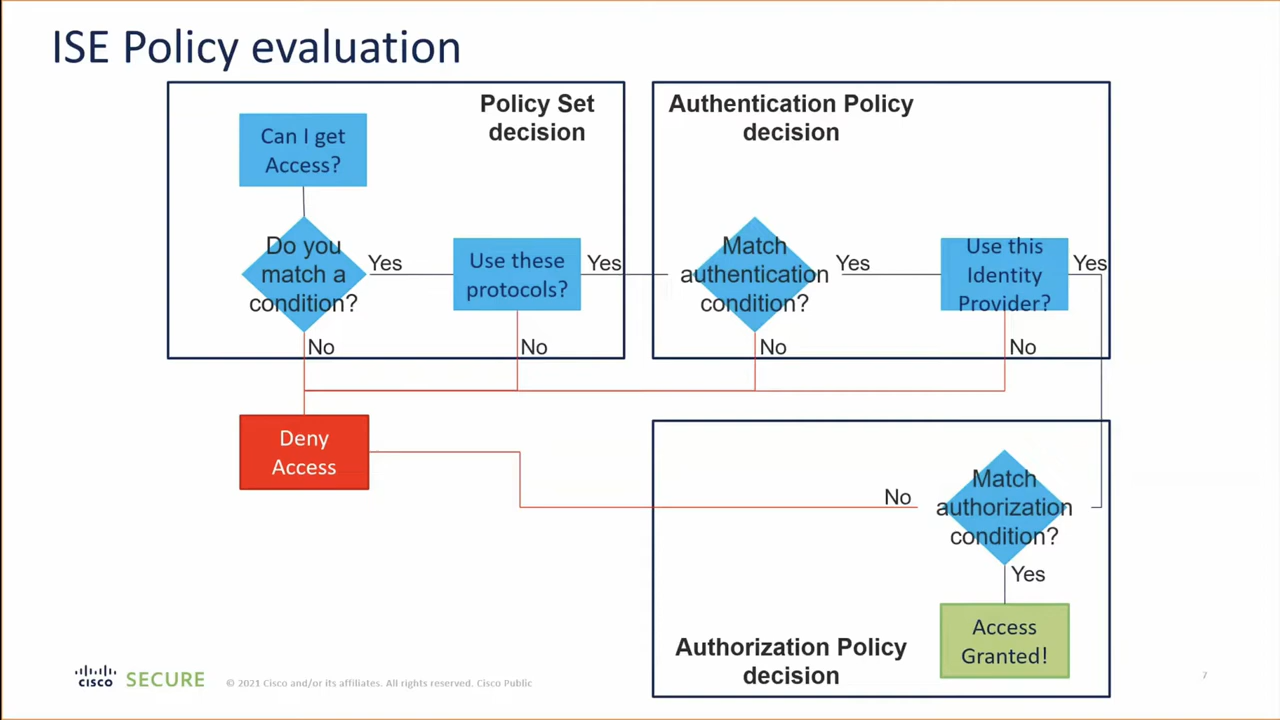 ISE Policy evaluation
Policy Set
decision
Can I get
Access?
Do you
match a
condition?
Yes
Use these
protocols?
Yes
No
No
Authentication Policy
decision
Match
authentication
condition?
Yes
Use this
Identity
Provider?
Yes
No
No
Deny
Access
No
Match
authorization
condition?
Yes
Access
Granted!
Authorization Policy
decision
CISCO SECURE
© 2021 Cisco and/or its affiliates. All rights reserved. Cisco Public
7